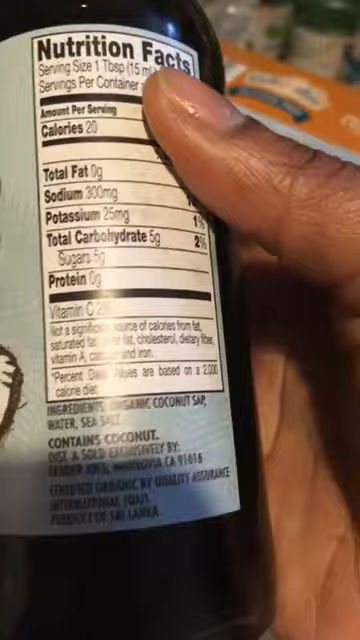 Nutrition Facts
Serving Size 1 Tbsp (15 ml)
Servings Per Container
Amount Per Serving
Calories 20
Total Fat 0g
Sodium 300mg
Potassium 25mg 1%
Total Carbohydrate 5g 2%
Sugars 5g
Protein 0g
Vitamin C
Not a significant source of calories from fat,
saturated fat, fat, cholesterol, dietary fiber,
vitamin A, and iron.
*Percent Daily Values are based on a 2,000
calorie diet.
INGREDIENTS: ORGANIC COCONUT SAP,
WATER, SEA SALT.
CONTAINS COCONUT.
DIST. & SOLD EXCLUSIVELY BY:
TRADER JOE'S, MONROVIA CA 91016
CERTIFIED ORGANIC BY QUALITY ASSURANCE
INTERNATIONAL (QAI).
PRODUCT OF SRI LANKA